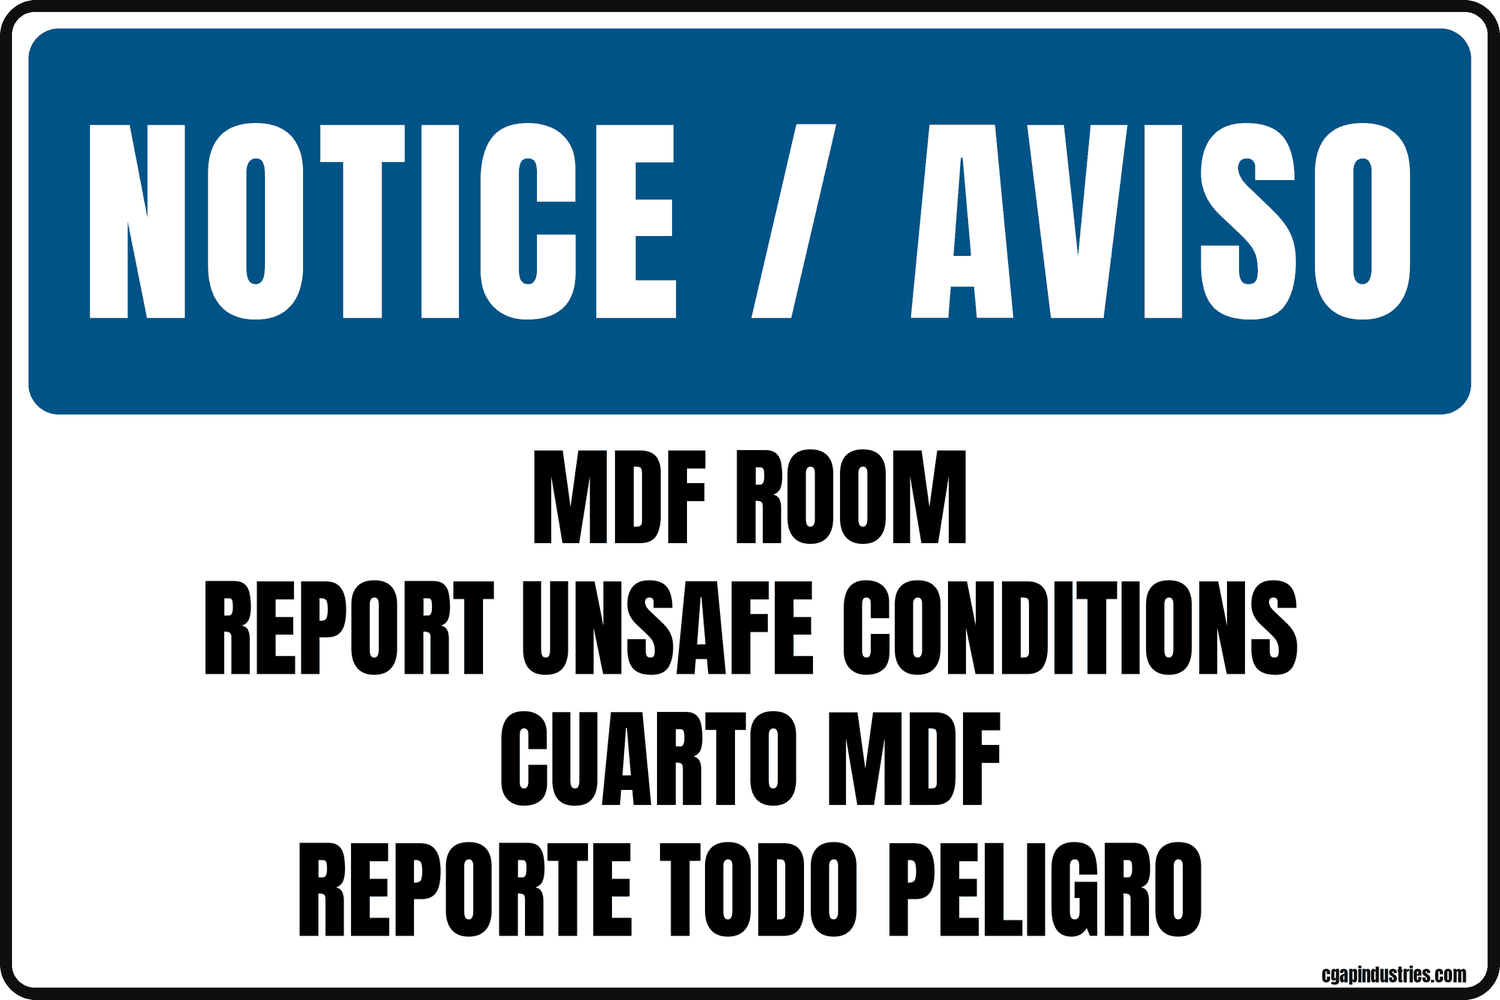 NOTICE / AVISO
MDF ROOM
REPORT UNSAFE CONDITIONS
CUARTO MDF
REPORTE TODO PELIGRO
cgapindustries.com